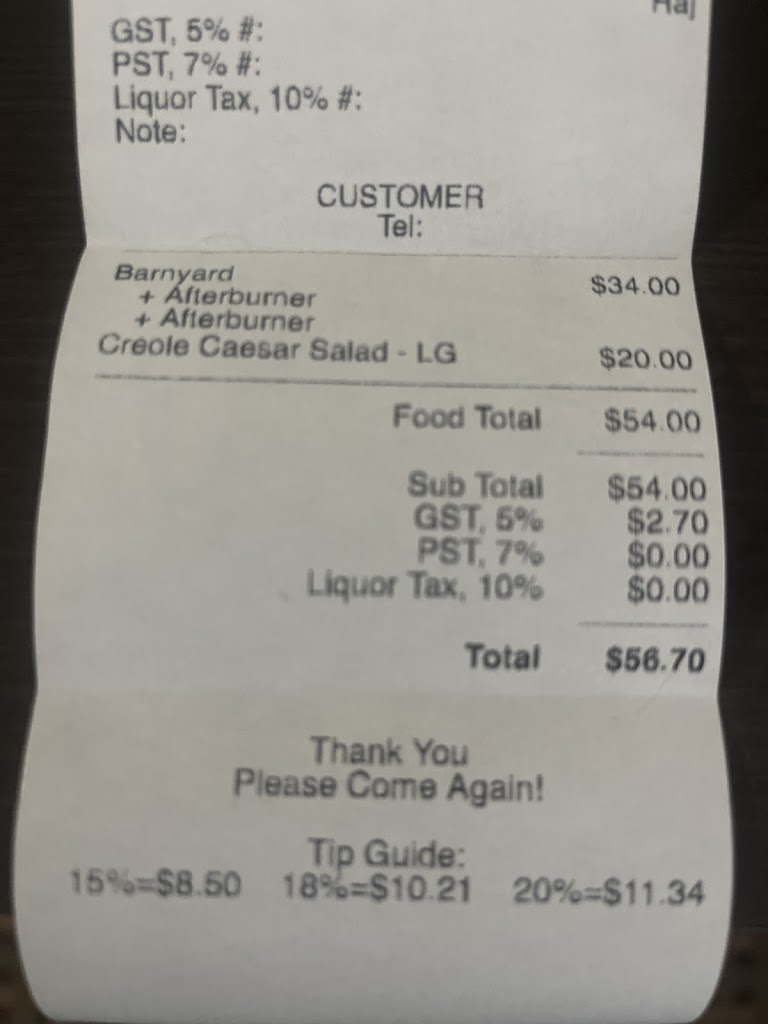 Raj
GST, 5% #:
PST, 7% #:
Liquor Tax, 10% #:
Note:
CUSTOMER
Tel:
Barnyard $34.00
+ Afterburner
+ Afterburner
Creole Caesar Salad - LG $20.00
Food Total $54.00
Sub Total $54.00
GST, 5% $2.70
PST, 7% $0.00
Liquor Tax, 10% $0.00
Total $56.70
Thank You
Please Come Again!
Tip Guide:
15%=$8.50 18%=$10.21 20%=$11.34